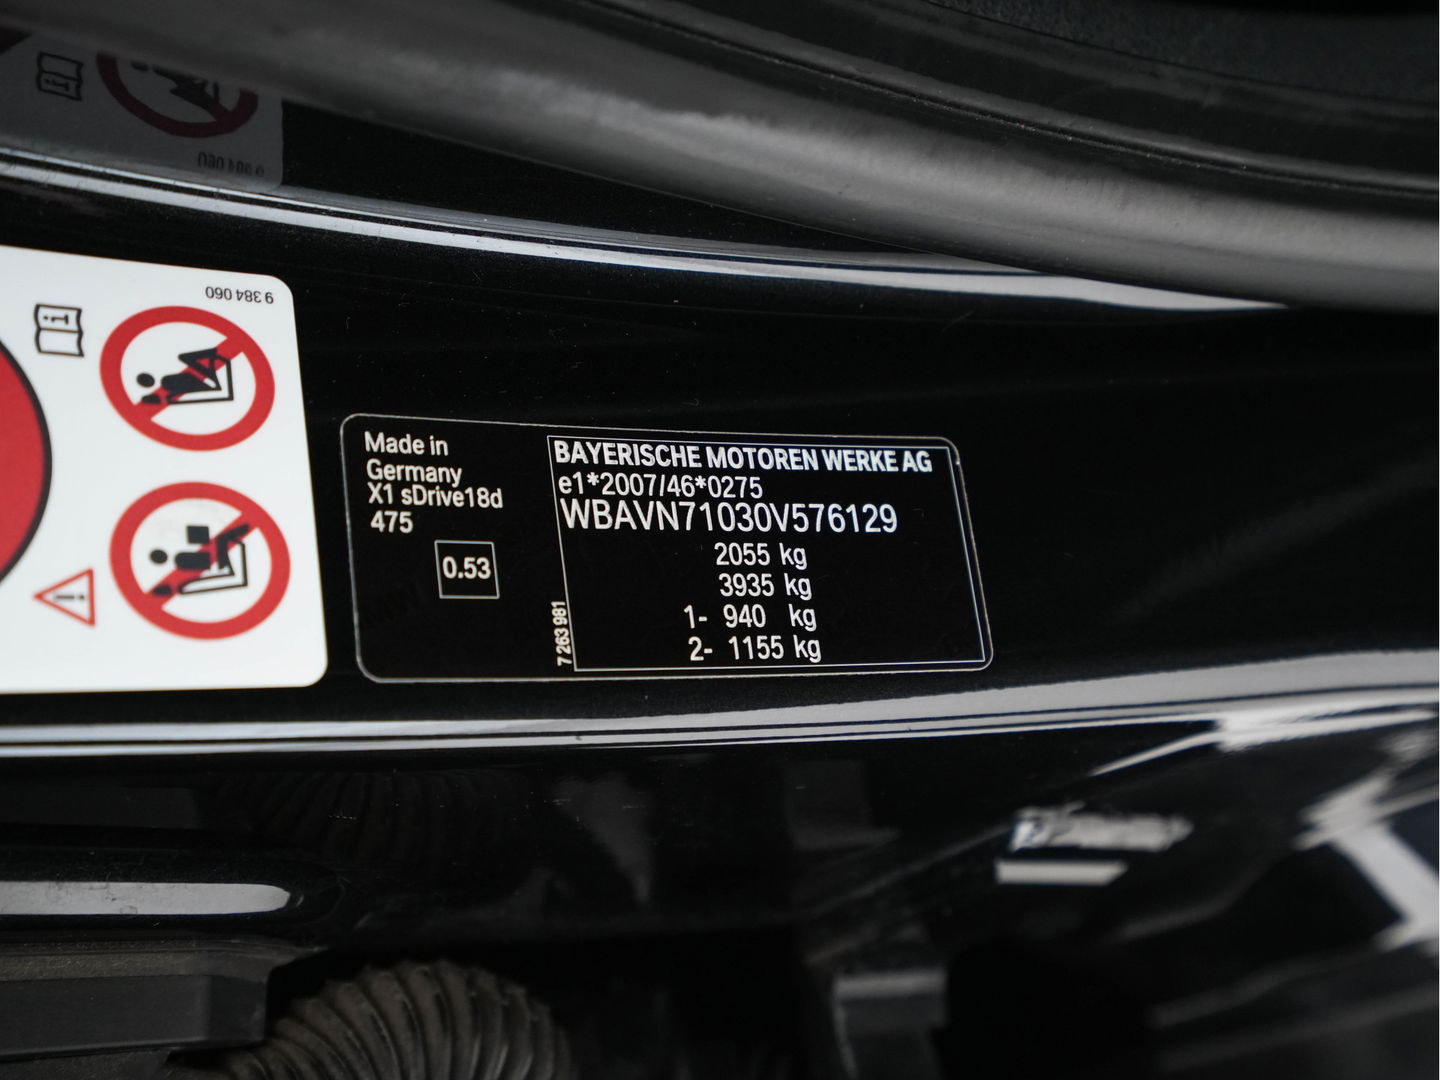 9 384 060
Made in
Germany
X1 sDrive18d
475
0.53
BAYERISCHE MOTOREN WERKE AG
e1*2007/46*0275
WBAVN71030V576129
2055 kg
3935 kg
1- 940 kg
2- 1155 kg
7 263 981